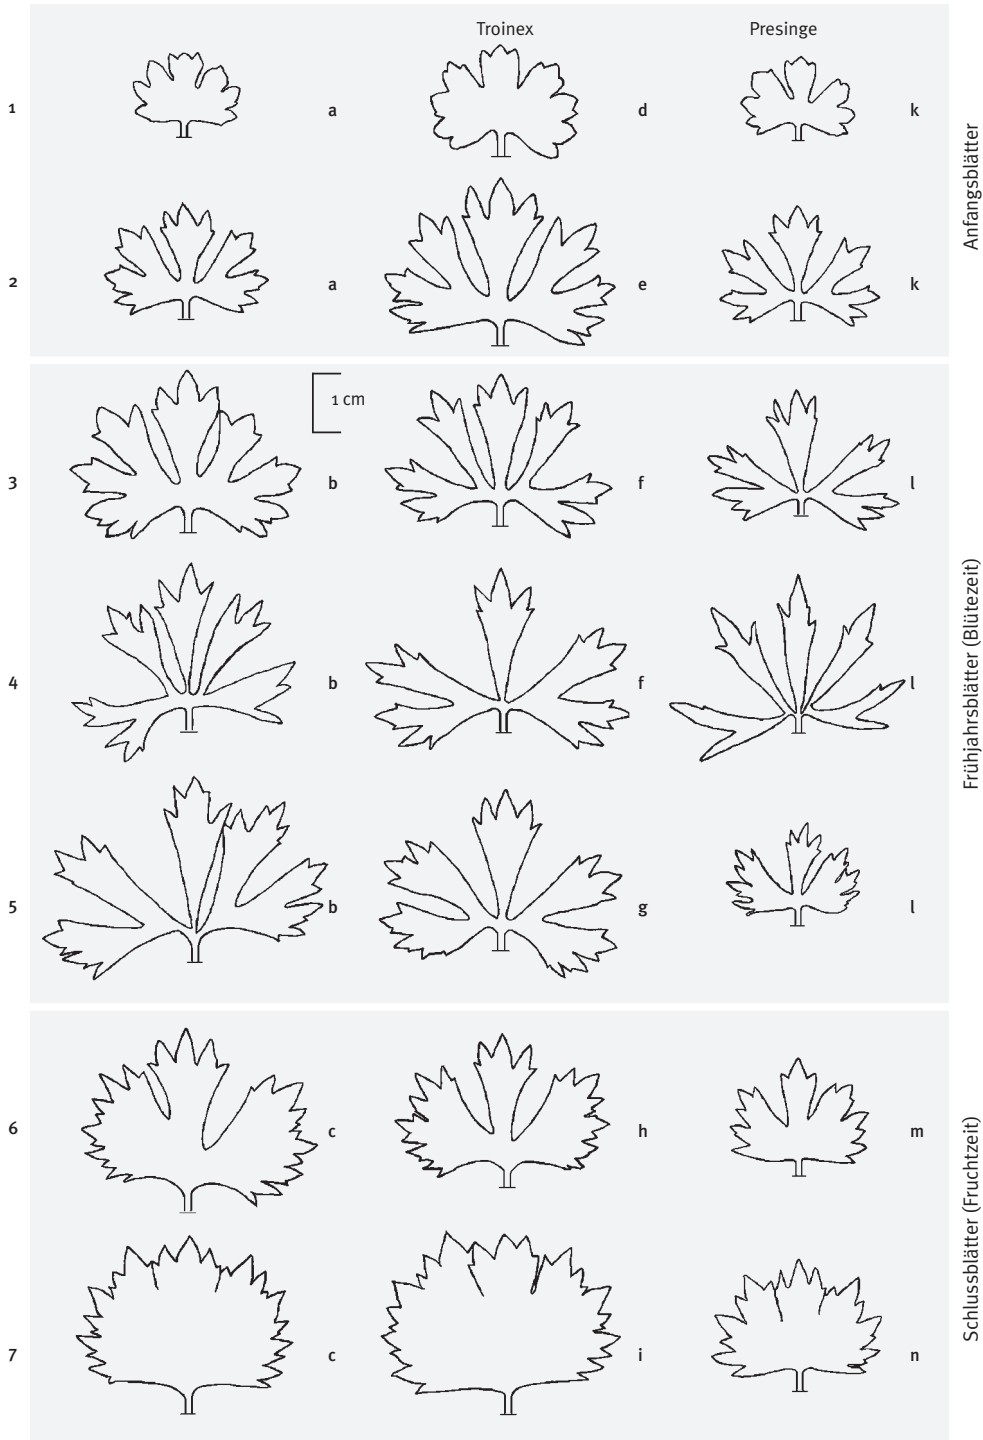 Troinex Presinge
1 a d k
2 a e k
Anfangsblätter
1 cm
3 b f l
4 b f l
5 b g l
Frühjahrsblätter (Blütezeit)
6 c h m
7 c i n
Schlussblätter (Fruchtzeit)